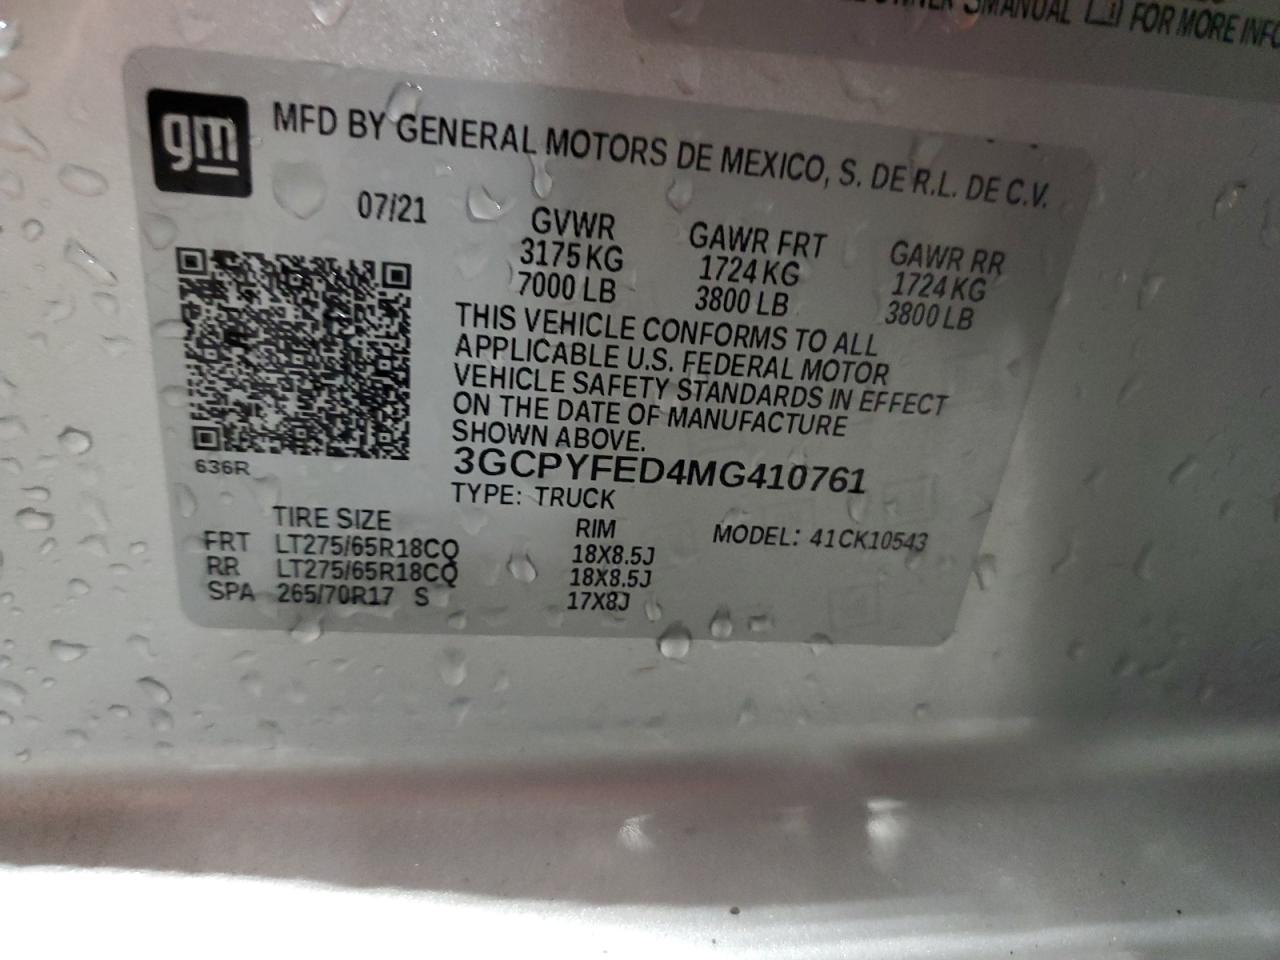 MANUAL FOR MORE INFO
gm
MFD BY GENERAL MOTORS DE MEXICO, S. DE R.L. DE C.V.
07/21
GVWR GAWR FRT GAWR RR
3175 KG 1724 KG 1724 KG
7000 LB 3800 LB 3800 LB
THIS VEHICLE CONFORMS TO ALL
APPLICABLE U.S. FEDERAL MOTOR
VEHICLE SAFETY STANDARDS IN EFFECT
ON THE DATE OF MANUFACTURE
SHOWN ABOVE.
636R
3GCPYFED4MG410761
TYPE: TRUCK
TIRE SIZE RIM MODEL: 41CK10543
FRT LT275/65R18CQ 18X8.5J
RR LT275/65R18CQ 18X8.5J
SPA 265/70R17 S 17X8J